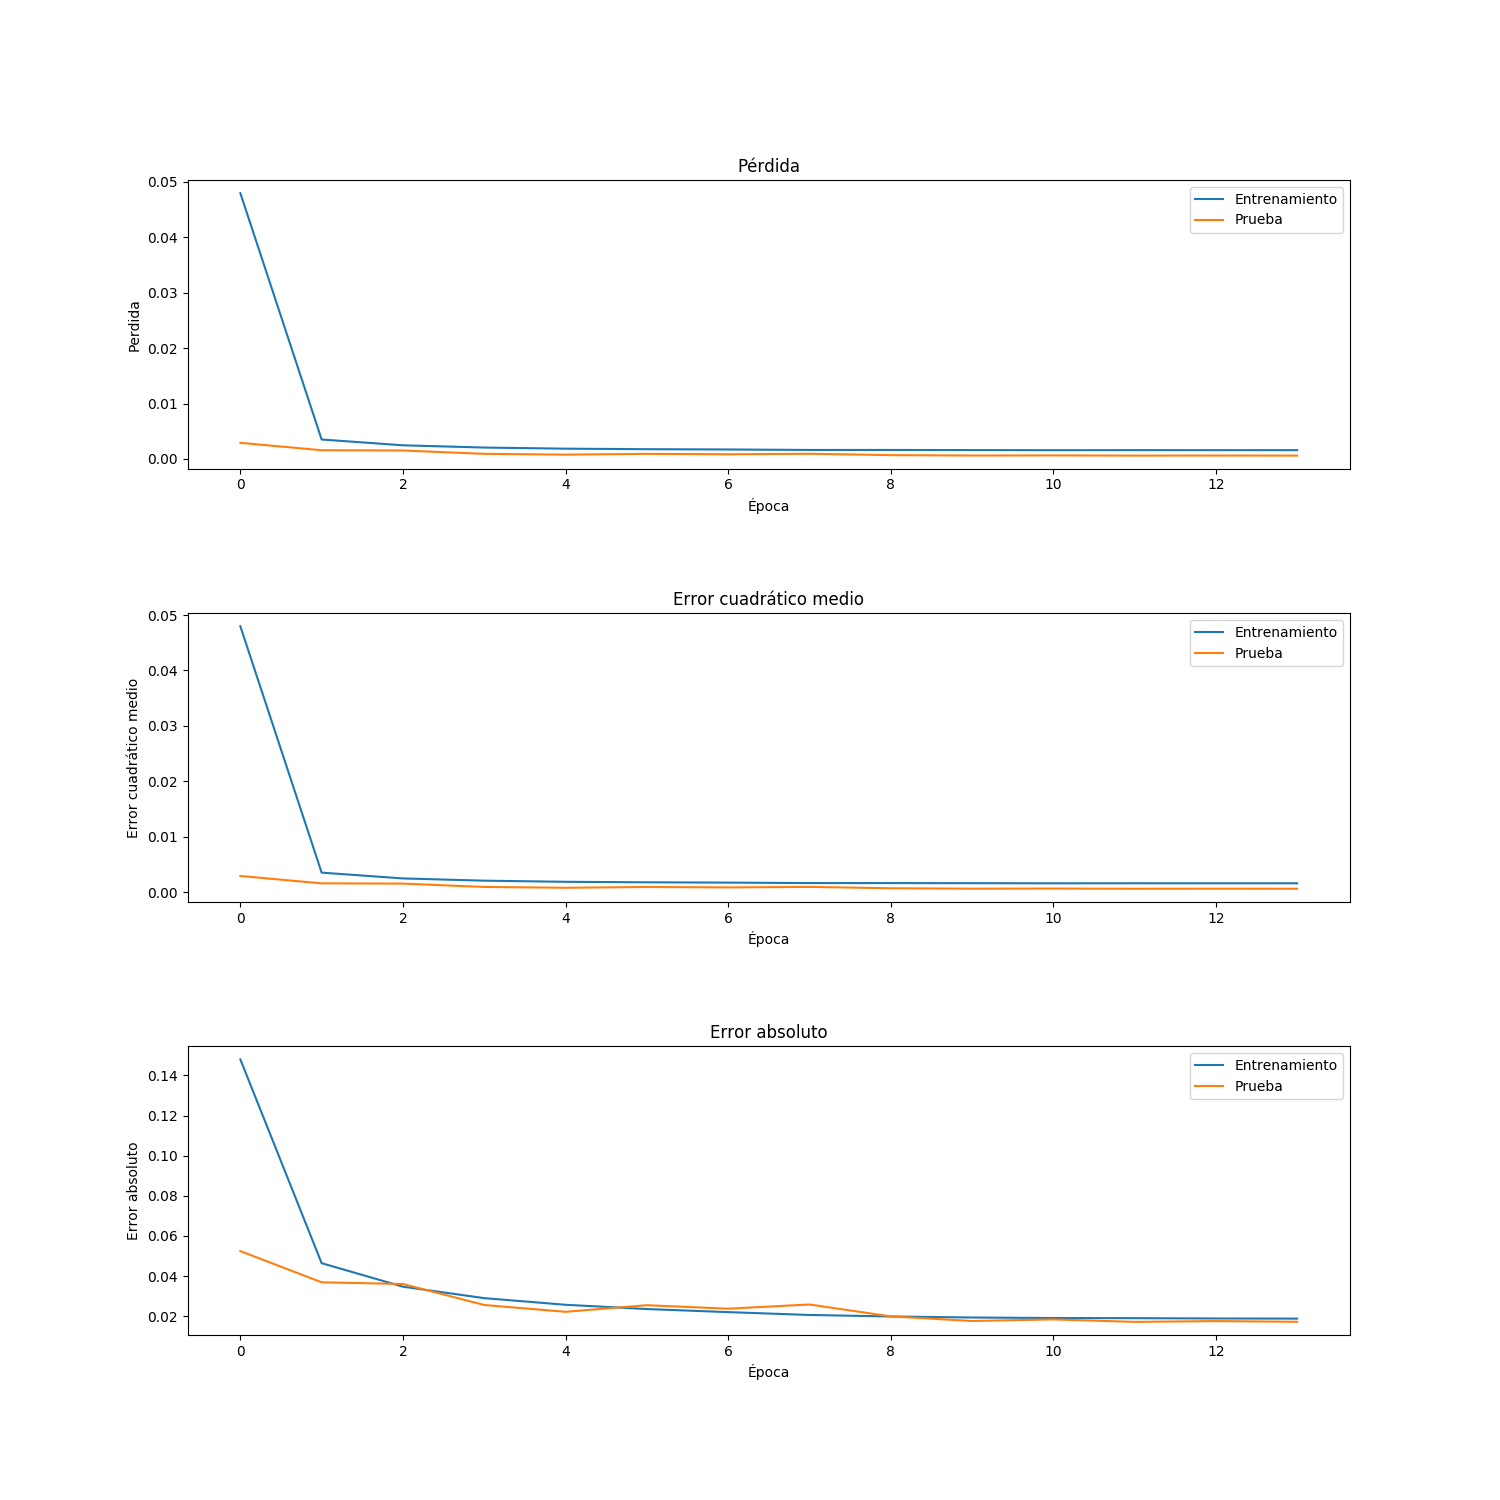 Pérdida
0.05
0.04
0.03
0.02
0.01
0.00
Perdida
Entrenamiento
Prueba
0 2 4 6 8 10 12
Época
Error cuadrático medio
0.05
0.04
0.03
0.02
0.01
0.00
Error cuadrático medio
Entrenamiento
Prueba
0 2 4 6 8 10 12
Época
Error absoluto
0.14
0.12
0.10
0.08
0.06
0.04
0.02
Error absoluto
Entrenamiento
Prueba
0 2 4 6 8 10 12
Época